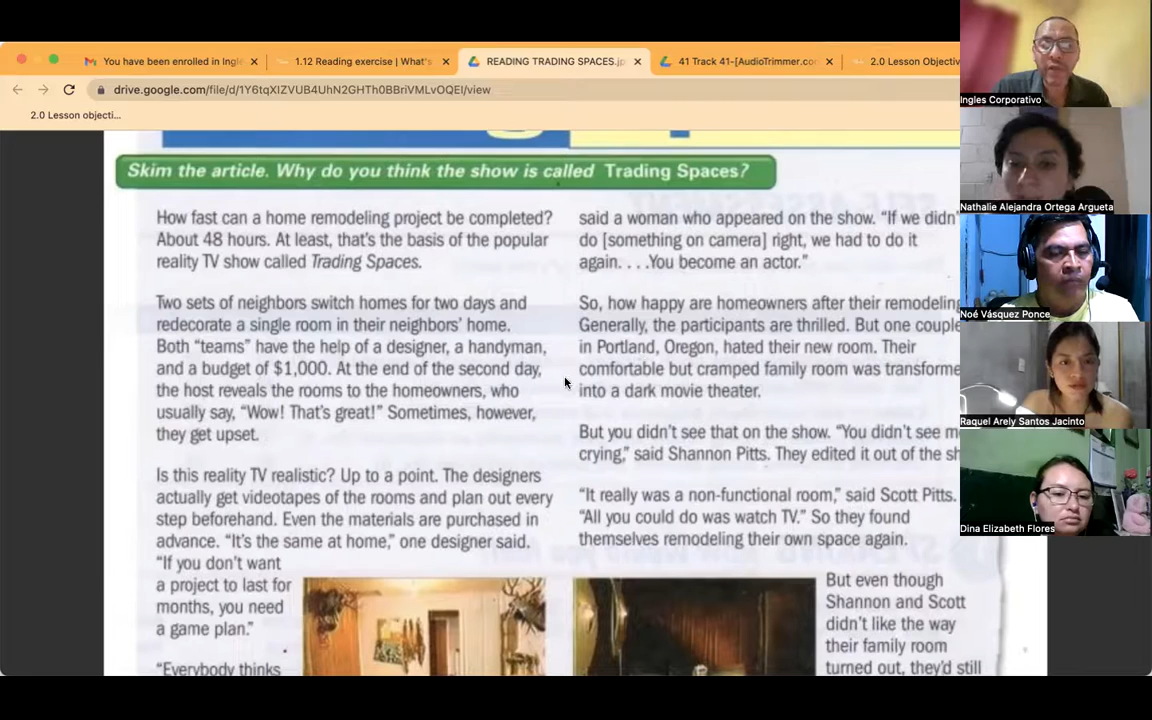 You have been enrolled in Ingle
1.12 Reading exercise | What's
READING TRADING SPACES.jp
41 Track 41-[AudioTrimmer.co
2.0 Lesson Objectiv
drive.google.com/file/d/1Y6tqXIZVUB4UhN2GHTh0BBriVMLvOQEI/view
2.0 Lesson objecti...
Skim the article. Why do you think the show is called Trading Spaces?
How fast can a home remodeling project be completed?
About 48 hours. At least, that's the basis of the popular
reality TV show called Trading Spaces.
Two sets of neighbors switch homes for two days and
redecorate a single room in their neighbors' home.
Both "teams" have the help of a designer, a handyman,
and a budget of $1,000. At the end of the second day,
the host reveals the rooms to the homeowners, who
usually say, "Wow! That's great!" Sometimes, however,
they get upset.
Is this reality TV realistic? Up to a point. The designers
actually get videotapes of the rooms and plan out every
step beforehand. Even the materials are purchased in
advance. "It's the same at home," one designer said.
"If you don't want
a project to last for
months, you need
a game plan."
"Everybody thinks
said a woman who appeared on the show. "If we didn'
do [something on camera] right, we had to do it
again. . . .You become an actor."
So, how happy are homeowners after their remodeling
Generally, the participants are thrilled. But one couple
in Portland, Oregon, hated their new room. Their
comfortable but cramped family room was transforme
into a dark movie theater.
But you didn't see that on the show. "You didn't see m
crying," said Shannon Pitts. They edited it out of the sh
"It really was a non-functional room," said Scott Pitts.
"All you could do was watch TV." So they found
themselves remodeling their own space again.
But even though
Shannon and Scott
didn't like the way
their family room
turned out, they'd still
Ingles Corporativo
Nathalie Alejandra Ortega Argueta
Noé Vásquez Ponce
Raquel Arely Santos Jacinto
Dina Elizabeth Flores